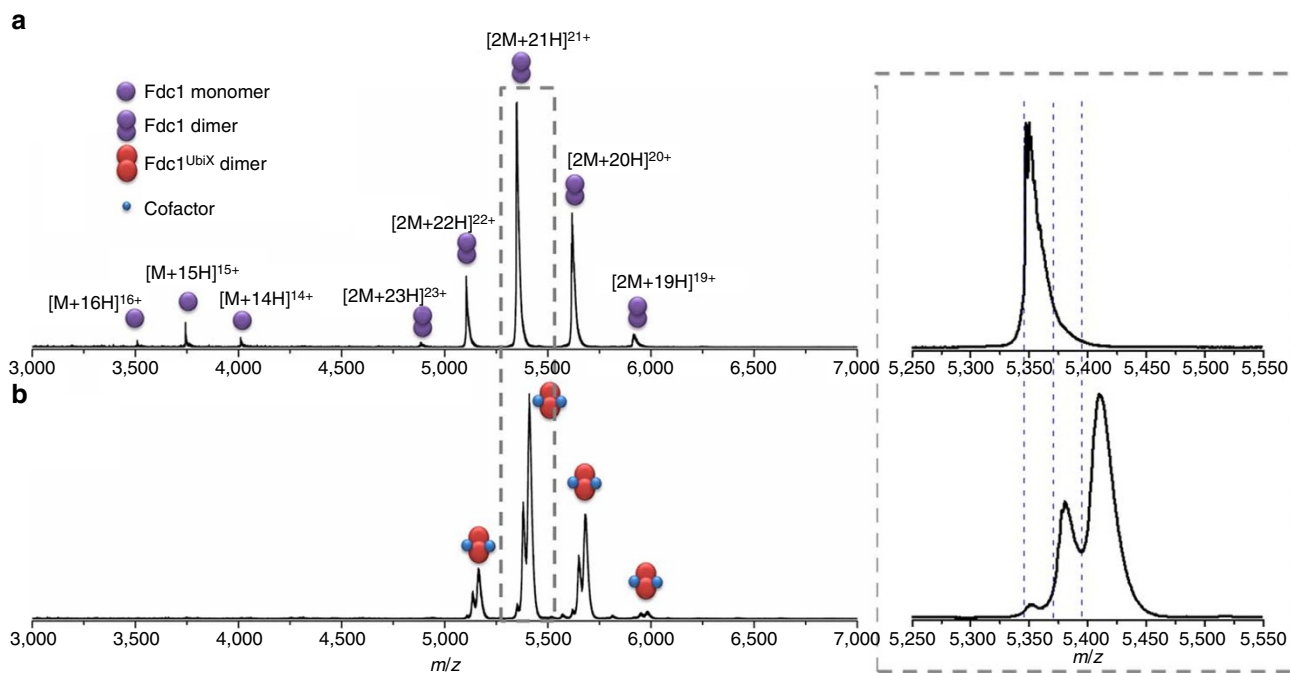 a
[2M+21H]21+
Fdc1 monomer
Fdc1 dimer
Fdc1UbiX dimer
Cofactor
[2M+20H]20+
[2M+22H]22+
[M+16H]16+
[M+15H]15+
[M+14H]14+
[2M+23H]23+
[2M+19H]19+
3,000 3,500 4,000 4,500 5,000 5,500 6,000 6,500 7,000
5,250 5,300 5,350 5,400 5,450 5,500 5,550
b
3,000 3,500 4,000 4,500 5,000 5,500 6,000 6,500 7,000
m/z
5,250 5,300 5,350 5,400 5,450 5,500 5,550
m/z